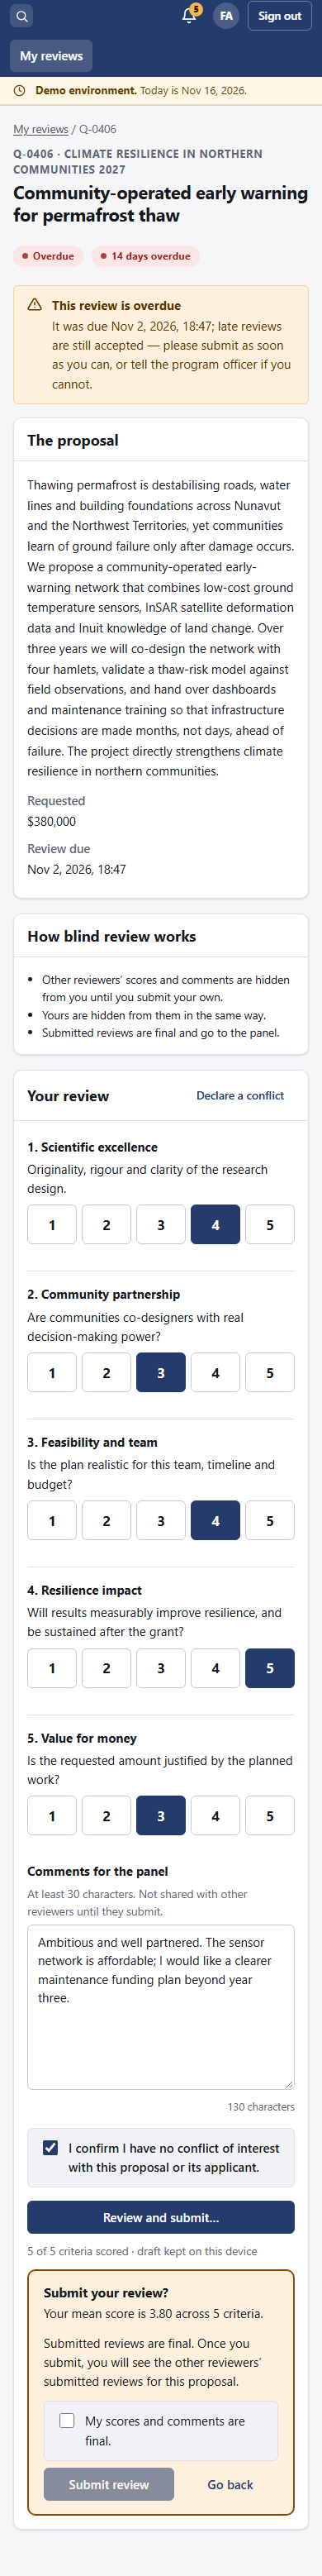 5
FA
Sign out
My reviews
Demo environment. Today is Nov 16, 2026.
My reviews / Q-0406
Q-0406 · CLIMATE RESILIENCE IN NORTHERN
COMMUNITIES 2027
Community-operated early warning
for permafrost thaw
Overdue
14 days overdue
This review is overdue
It was due Nov 2, 2026, 18:47; late reviews
are still accepted — please submit as soon
as you can, or tell the program officer if you
cannot.
The proposal
Thawing permafrost is destabilising roads, water
lines and building foundations across Nunavut
and the Northwest Territories, yet communities
learn of ground failure only after damage occurs.
We propose a community-operated early-
warning network that combines low-cost ground
temperature sensors, InSAR satellite deformation
data and Inuit knowledge of land change. Over
three years we will co-design the network with
four hamlets, validate a thaw-risk model against
field observations, and hand over dashboards
and maintenance training so that infrastructure
decisions are made months, not days, ahead of
failure. The project directly strengthens climate
resilience in northern communities.
Requested
$380,000
Review due
Nov 2, 2026, 18:47
How blind review works
Other reviewers' scores and comments are hidden
from you until you submit your own.
Yours are hidden from them in the same way.
Submitted reviews are final and go to the panel.
Your review
Declare a conflict
1. Scientific excellence
Originality, rigour and clarity of the research
design.
1 2 3 4 5
2. Community partnership
Are communities co-designers with real
decision-making power?
1 2 3 4 5
3. Feasibility and team
Is the plan realistic for this team, timeline and
budget?
1 2 3 4 5
4. Resilience impact
Will results measurably improve resilience, and
be sustained after the grant?
1 2 3 4 5
5. Value for money
Is the requested amount justified by the planned
work?
1 2 3 4 5
Comments for the panel
At least 30 characters. Not shared with other
reviewers until they submit.
Ambitious and well partnered. The sensor
network is affordable; I would like a clearer
maintenance funding plan beyond year
three.
130 characters
I confirm I have no conflict of interest
with this proposal or its applicant.
Review and submit...
5 of 5 criteria scored · draft kept on this device
Submit your review?
Your mean score is 3.80 across 5 criteria.
Submitted reviews are final. Once you
submit, you will see the other reviewers'
submitted reviews for this proposal.
My scores and comments are
final.
Submit review
Go back